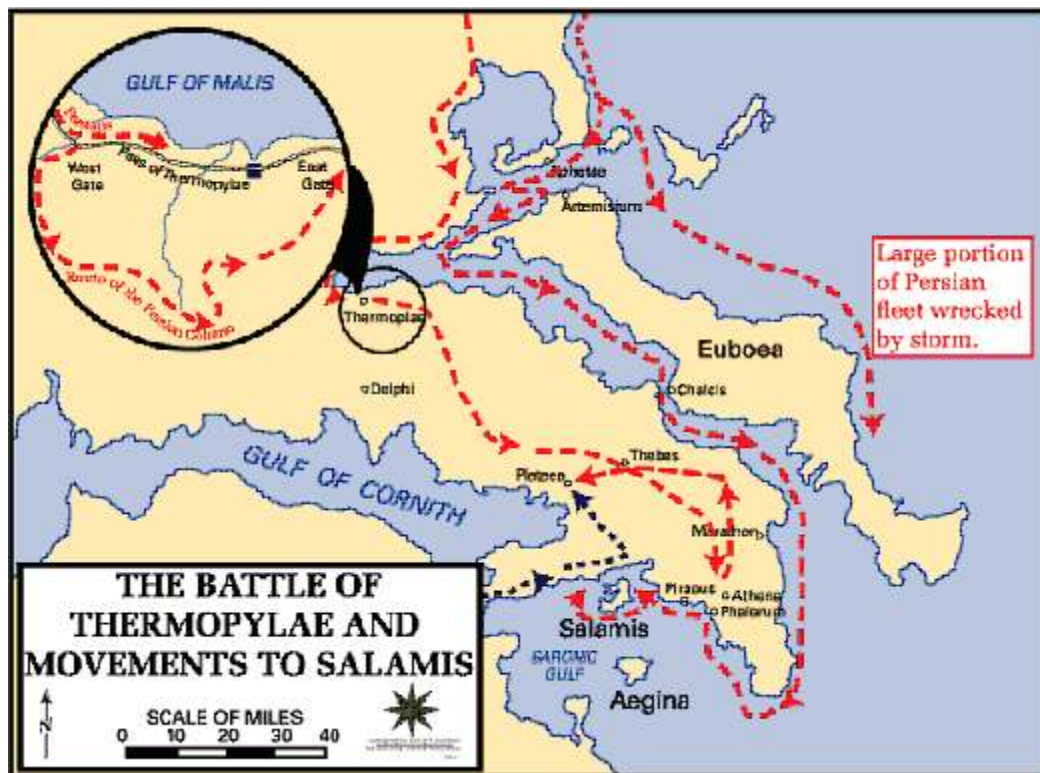 GULF OF MALIS
Persians
West
Gate
Pass of Thermopylae
East
Gate
Route of the Persian Column
Aphetae
Artemisium
Large portion
of Persian
fleet wrecked
by storm.
Thermoplae
Euboea
Delphi
Chalcis
GULF OF CORNITH
Thebes
Plataea
Marathon
Piraeus
Athens
Phalerum
Salamis
SARONIC
GULF
Aegina
THE BATTLE OF
THERMOPYLAE AND
MOVEMENTS TO SALAMIS
N
SCALE OF MILES
0 10 20 30 40